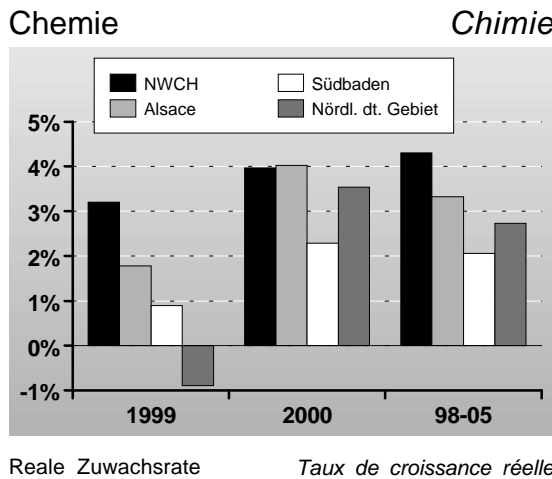 Chemie Chimie
NWCH Südbaden
Alsace Nördl. dt. Gebiet
5%
4%
3%
2%
1%
0%
-1%
1999 2000 98-05
Reale Zuwachsrate Taux de croissance réelle